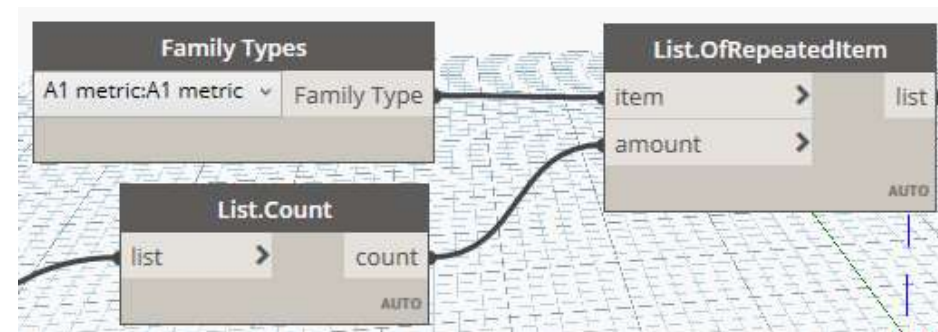 Family Types
A1 metric:A1 metric Family Type
List.OfRepeatedItem
item > list
amount >
AUTO
List.Count
list > count
AUTO